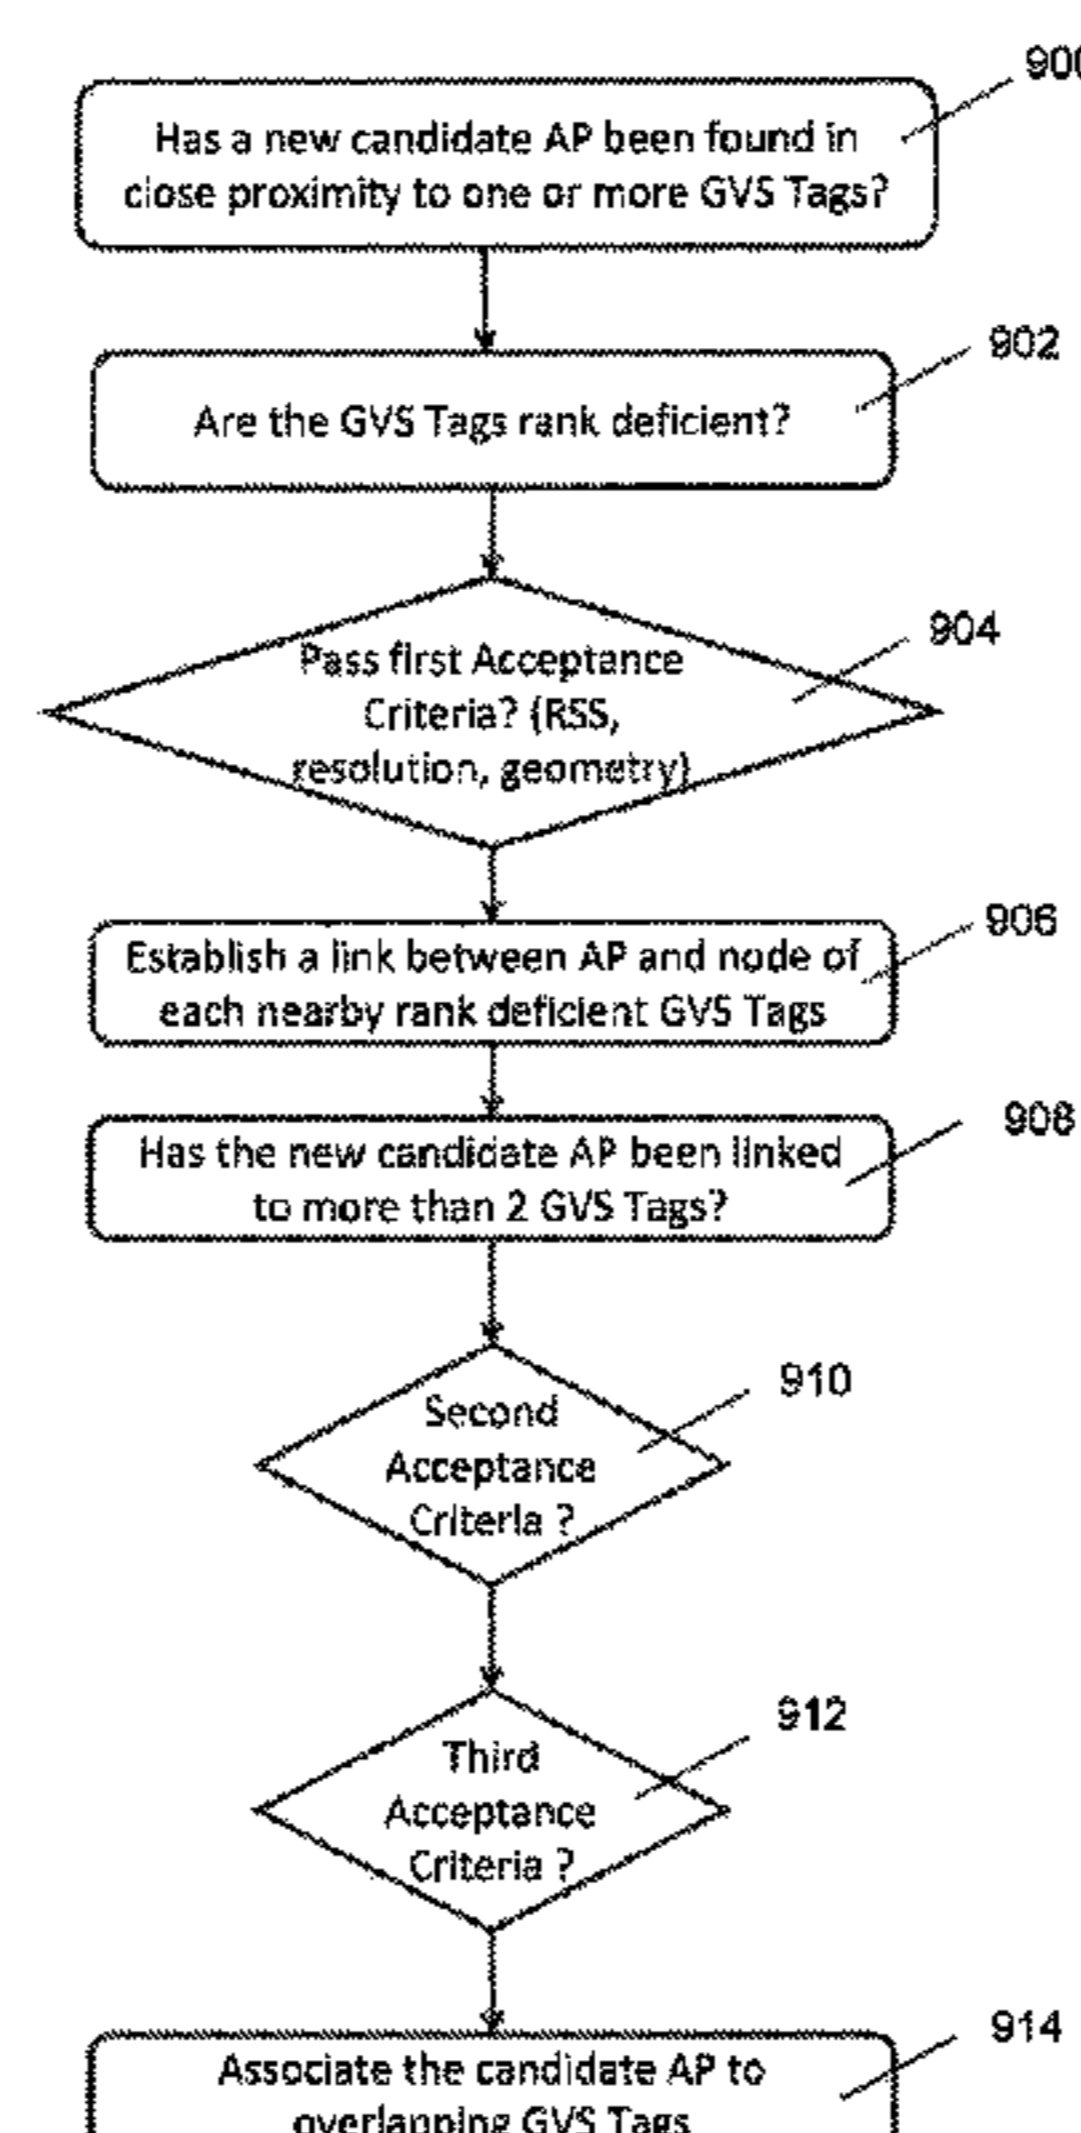 900
Has a new candidate AP been found in
close proximity to one or more GVS Tags?
902
Are the GVS Tags rank deficient?
904
Pass first Acceptance
Criteria? (RSS,
resolution, geometry)
906
Establish a link between AP and node of
each nearby rank deficient GVS Tags
908
Has the new candidate AP been linked
to more than 2 GVS Tags?
910
Second
Acceptance
Criteria ?
912
Third
Acceptance
Criteria ?
914
Associate the candidate AP to
overlapping GVS Tags